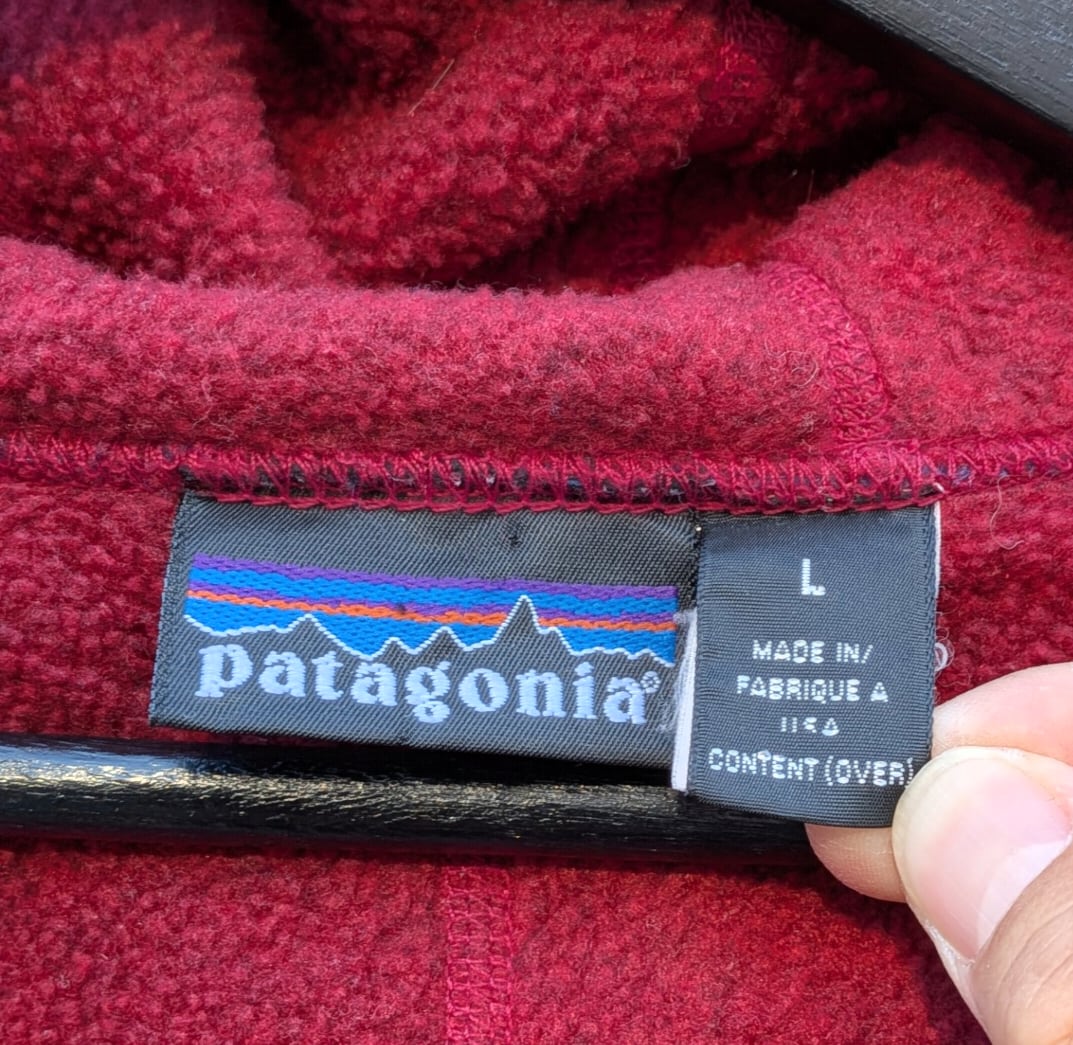 patagonia®
L
MADE IN/
FABRIQUE A
USA
CONTENT (OVER)